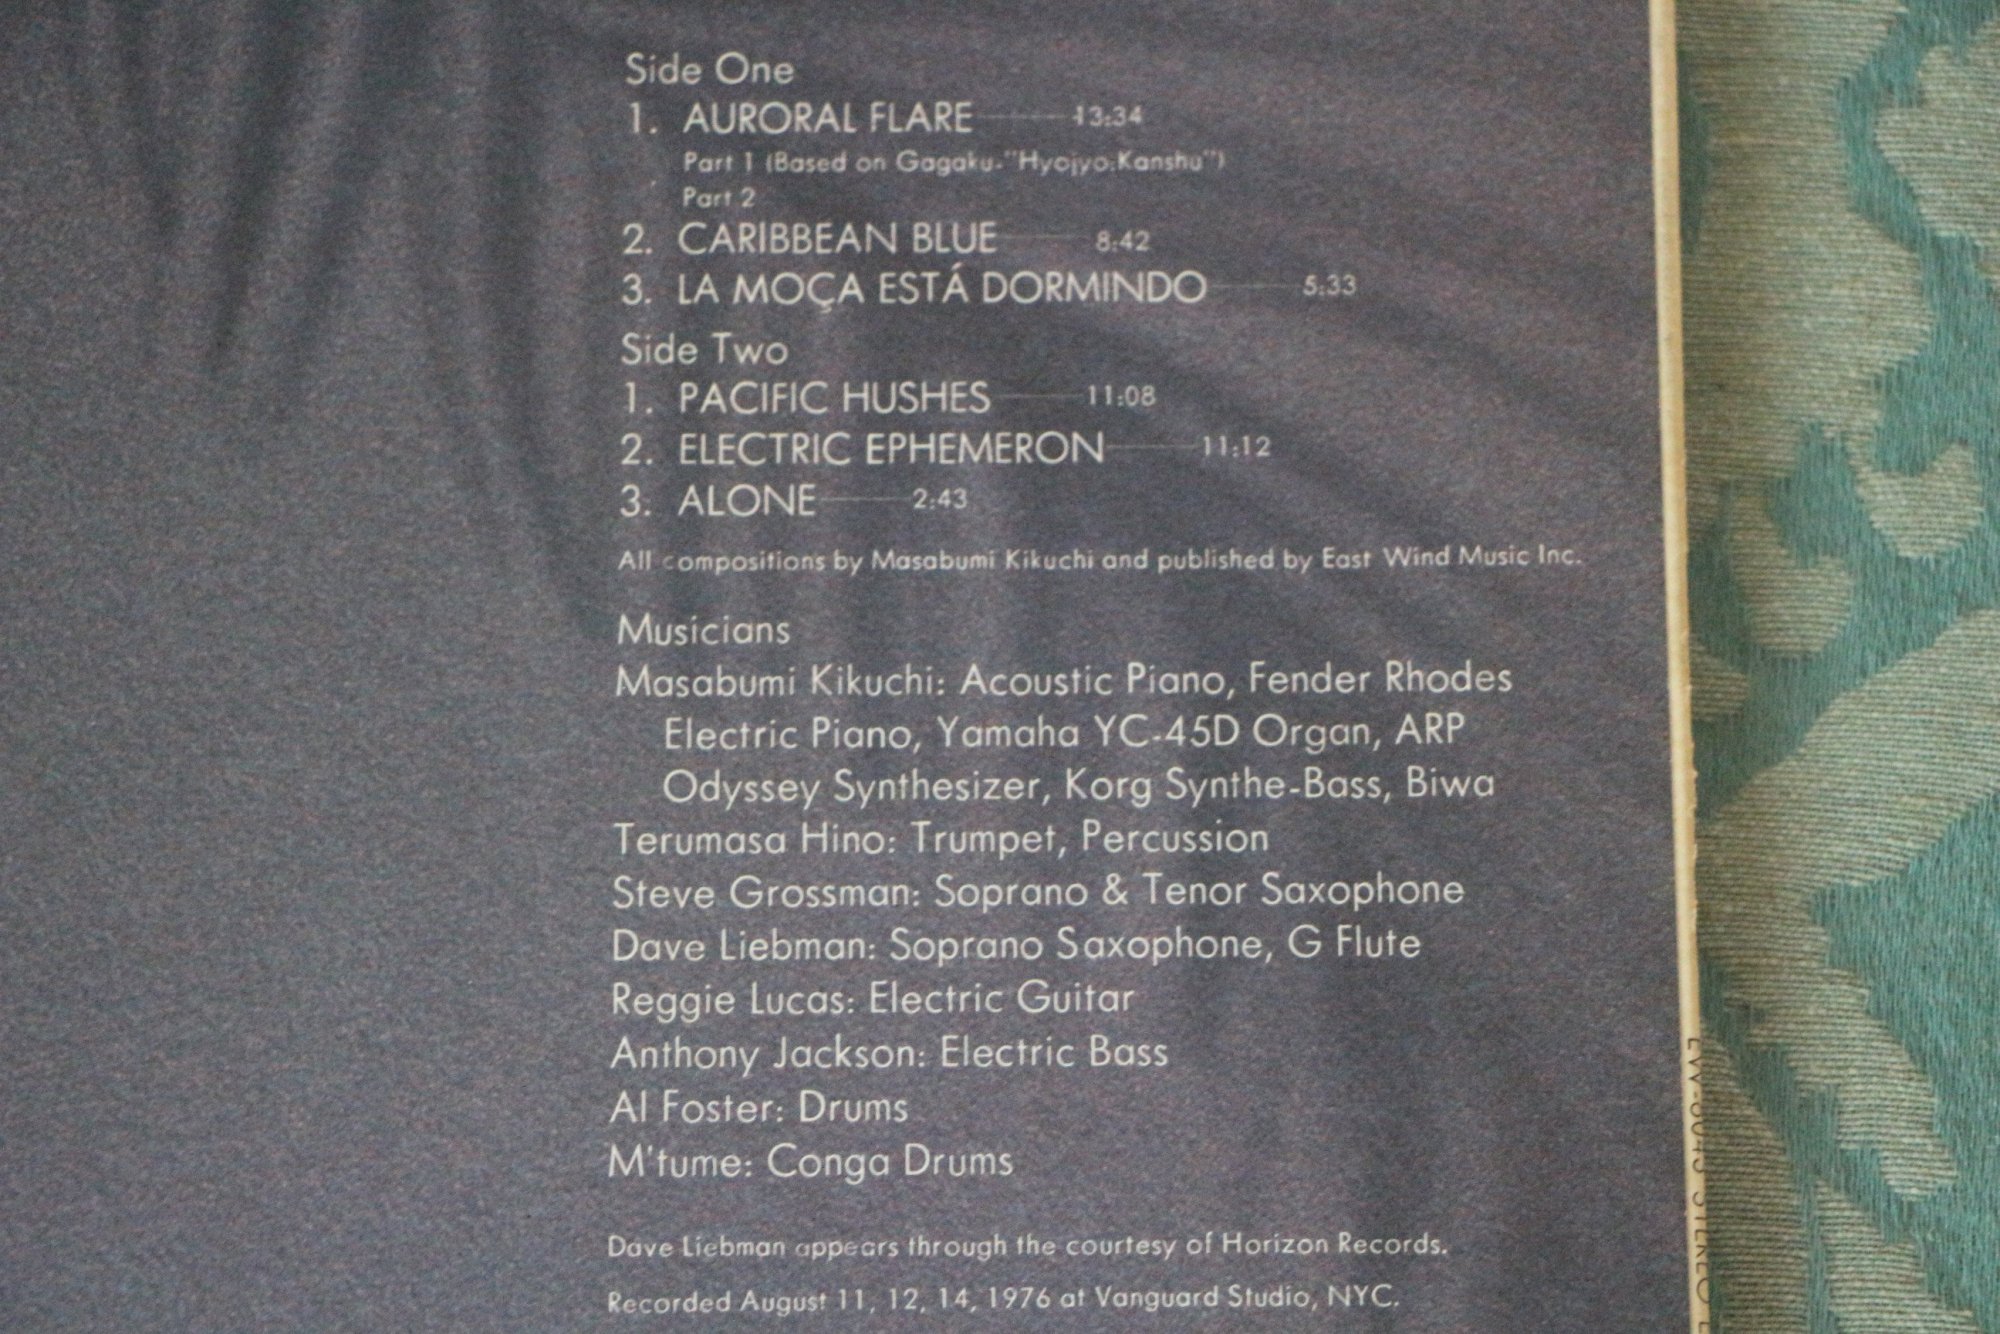 Side One
1. AURORAL FLARE 13:34
Part 1 (Based on Gagaku-"Hyojyo.Kanshu")
Part 2
2. CARIBBEAN BLUE 8:42
3. LA MOÇA ESTÁ DORMINDO 5:33
Side Two
1. PACIFIC HUSHES 11:08
2. ELECTRIC EPHEMERON 11:12
3. ALONE 2:43
All compositions by Masabumi Kikuchi and published by East Wind Music Inc.
Musicians
Masabumi Kikuchi: Acoustic Piano, Fender Rhodes
Electric Piano, Yamaha YC-45D Organ, ARP
Odyssey Synthesizer, Korg Synthe-Bass, Biwa
Terumasa Hino: Trumpet, Percussion
Steve Grossman: Soprano & Tenor Saxophone
Dave Liebman: Soprano Saxophone, G Flute
Reggie Lucas: Electric Guitar
Anthony Jackson: Electric Bass
Al Foster: Drums
M'tume: Conga Drums
Dave Liebman appears through the courtesy of Horizon Records.
Recorded August 11, 12, 14, 1976 at Vanguard Studio, NYC.
STEREO